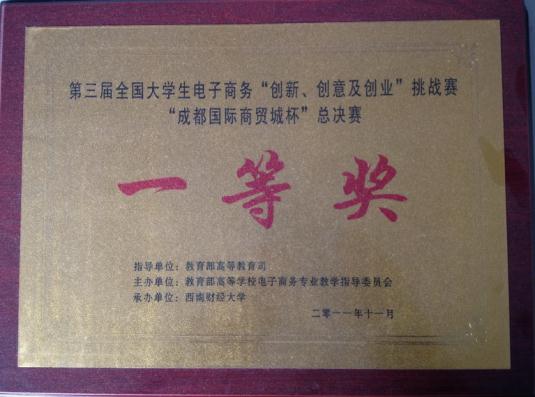 第三届全国大学生电子商务“创新、创意及创业”挑战赛
“成都国际商贸城杯”总决赛
一等奖
指导单位：教育部高等教育司
主办单位：教育部高等学校电子商务专业教学指导委员会
承办单位：西南财经大学
二零一一年十一月